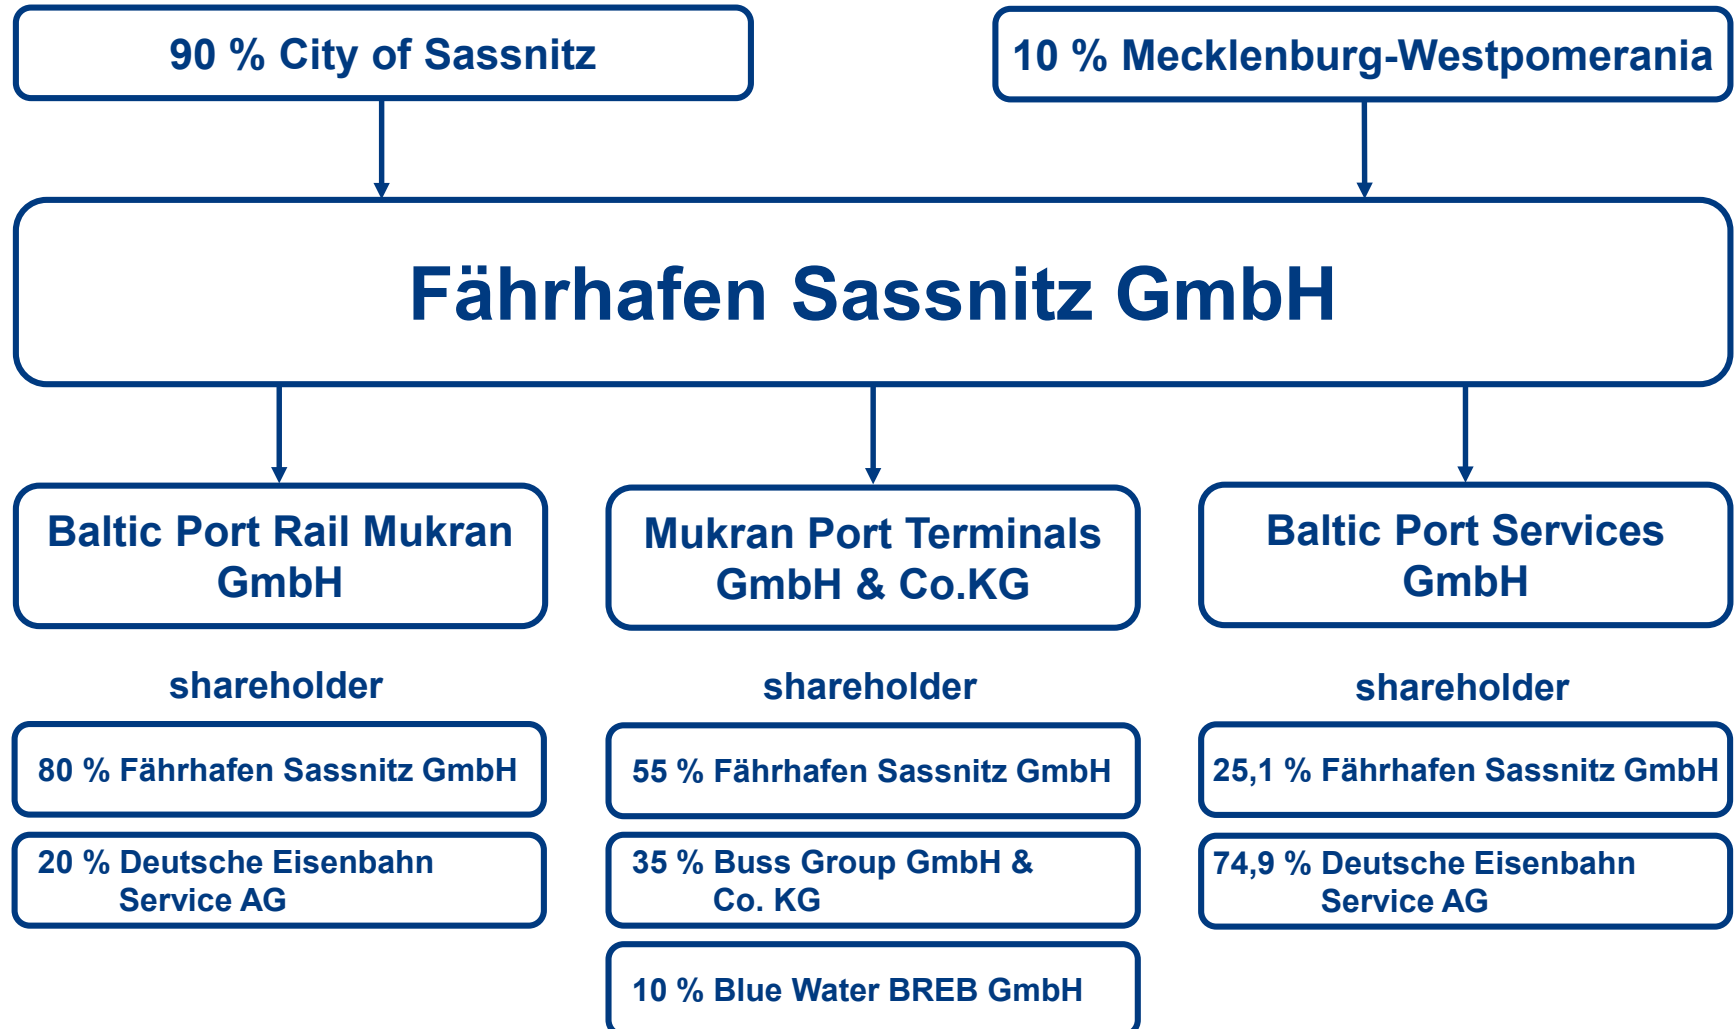 90 % City of Sassnitz
10 % Mecklenburg-Westpomerania
Fährhafen Sassnitz GmbH
Baltic Port Rail Mukran
GmbH
Mukran Port Terminals
GmbH & Co.KG
Baltic Port Services
GmbH
shareholder
80 % Fährhafen Sassnitz GmbH
20 % Deutsche Eisenbahn
Service AG
shareholder
55 % Fährhafen Sassnitz GmbH
35 % Buss Group GmbH &
Co. KG
10 % Blue Water BREB GmbH
shareholder
25,1 % Fährhafen Sassnitz GmbH
74,9 % Deutsche Eisenbahn
Service AG